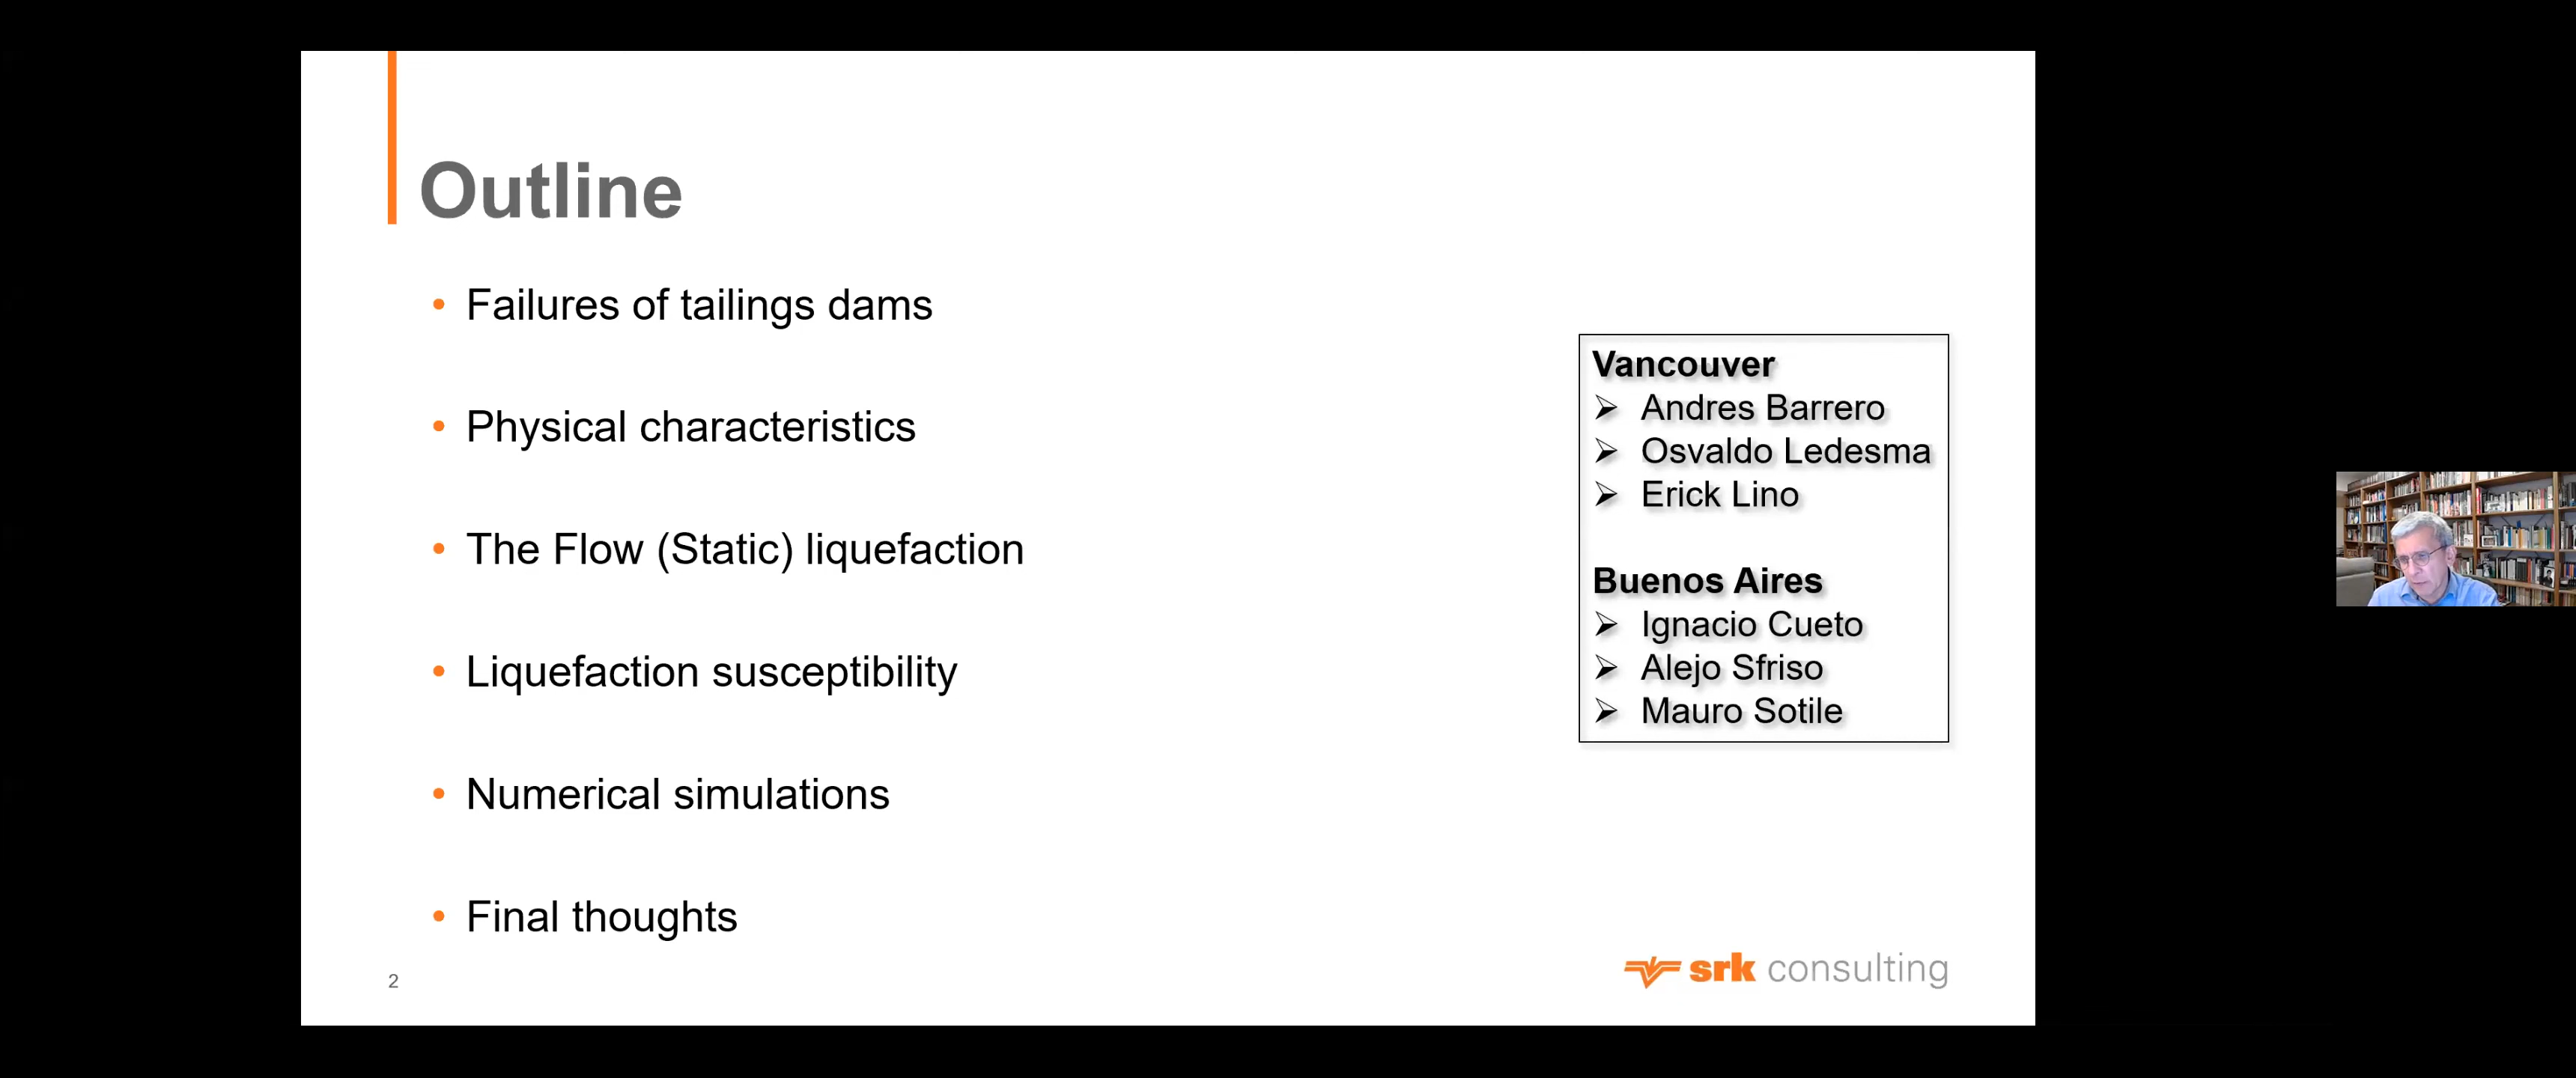 Outline
• Failures of tailings dams
• Physical characteristics
• The Flow (Static) liquefaction
• Liquefaction susceptibility
• Numerical simulations
• Final thoughts
Vancouver
➢ Andres Barrero
➢ Osvaldo Ledesma
➢ Erick Lino
Buenos Aires
➢ Ignacio Cueto
➢ Alejo Sfriso
➢ Mauro Sotile
2
srk consulting